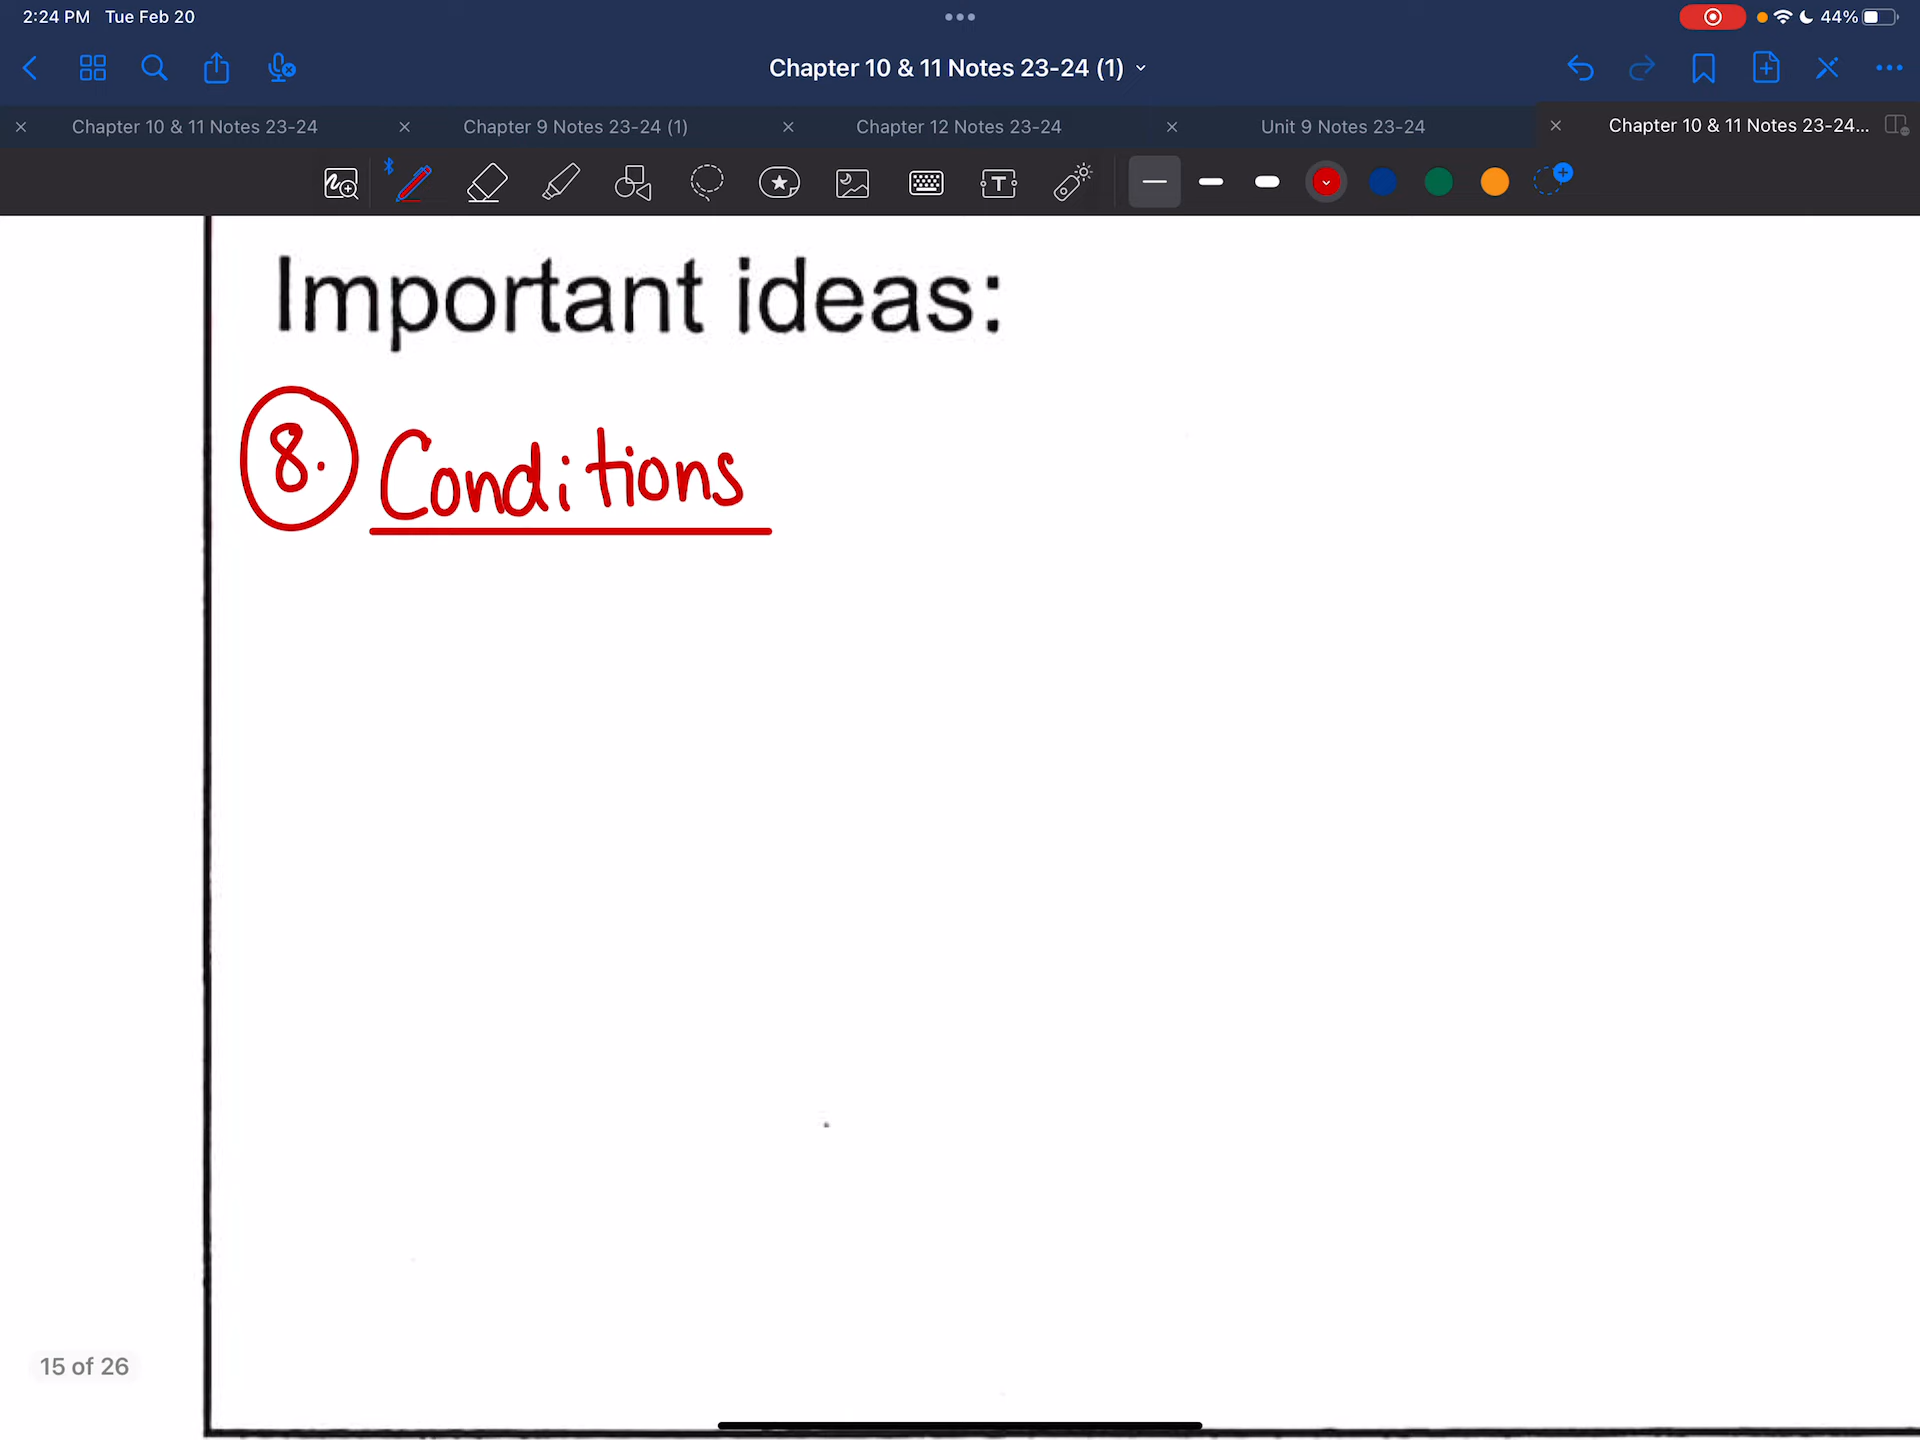 2:24 PM Tue Feb 20
44%
Chapter 10 & 11 Notes 23-24 (1)
Chapter 10 & 11 Notes 23-24
Chapter 9 Notes 23-24 (1)
Chapter 12 Notes 23-24
Unit 9 Notes 23-24
Chapter 10 & 11 Notes 23-24...
T
Important ideas:
8. Conditions
15 of 26